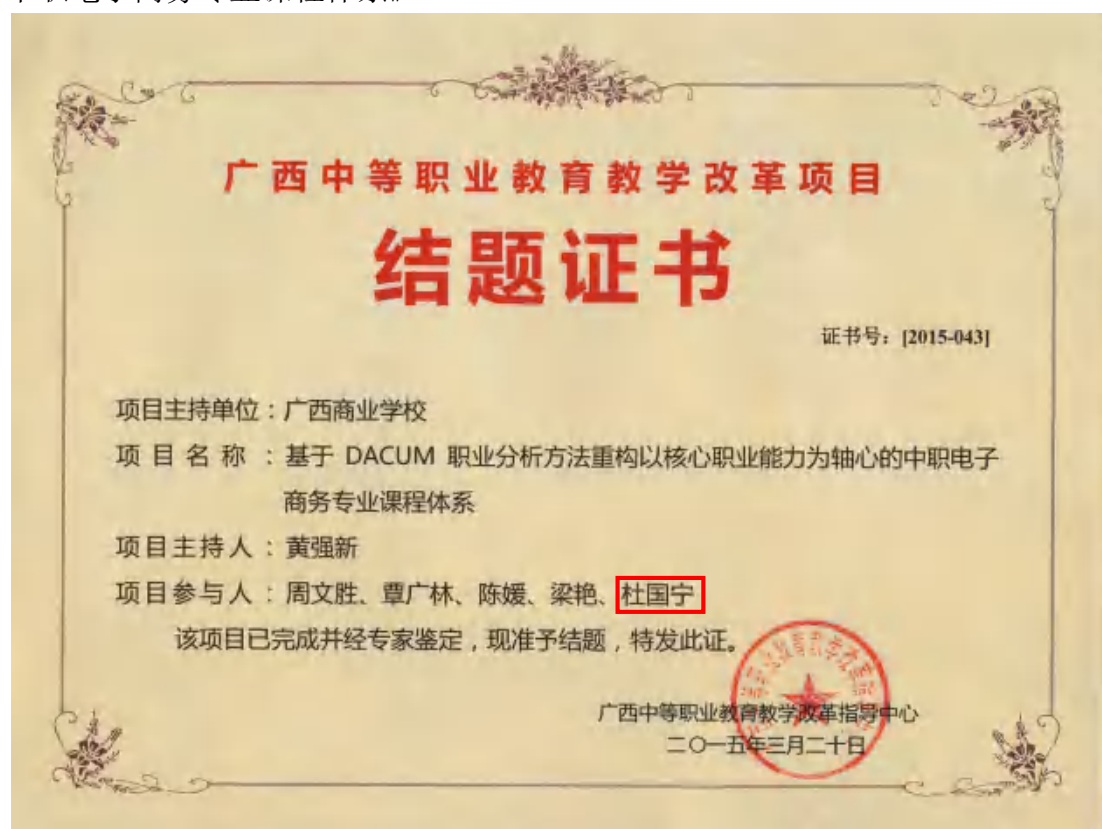 广西中等职业教育教学改革项目
结题证书
证书号：[2015-043]
项目主持单位：广西商业学校
项目名称：基于 DACUM 职业分析方法重构以核心职业能力为轴心的中职电子
商务专业课程体系
项目主持人：黄强新
项目参与人：周文胜、覃广林、陈媛、梁艳、杜国宁
该项目已完成并经专家鉴定，现准予结题，特发此证。
广西中等职业教育教学改革指导中心
二〇一五年三月二十日